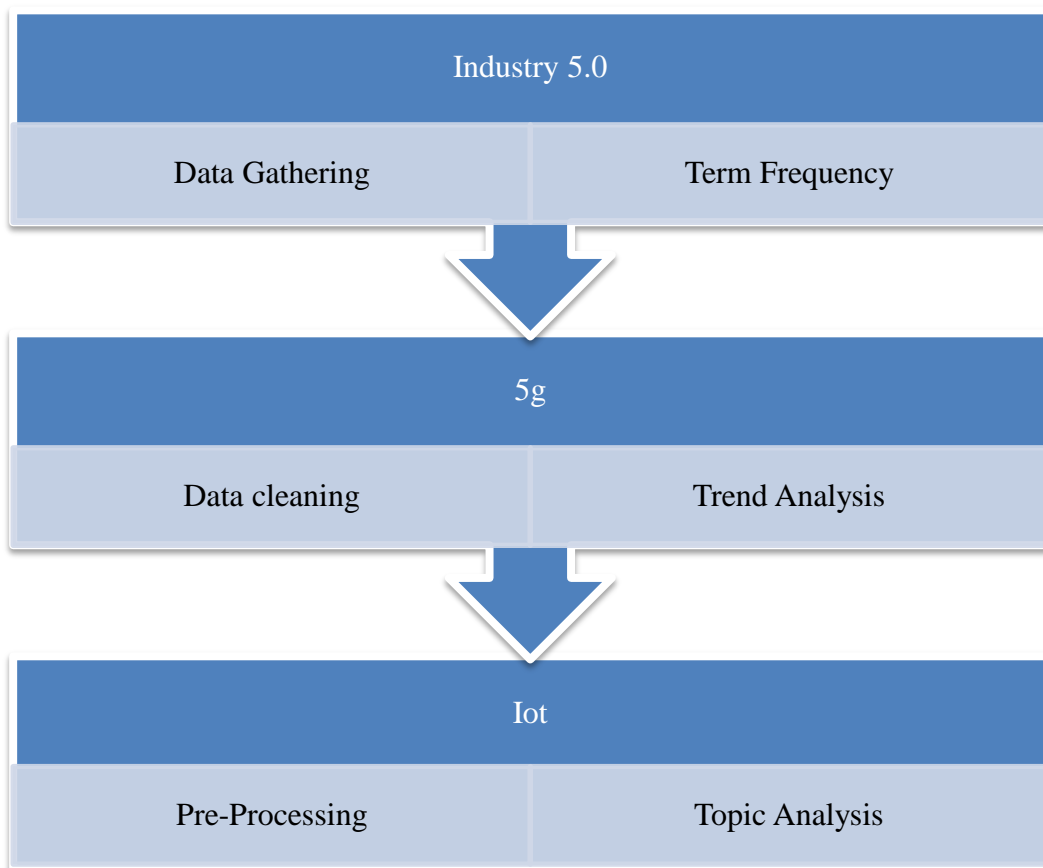 Industry 5.0
Data Gathering
Term Frequency
5g
Data cleaning
Trend Analysis
Iot
Pre-Processing
Topic Analysis